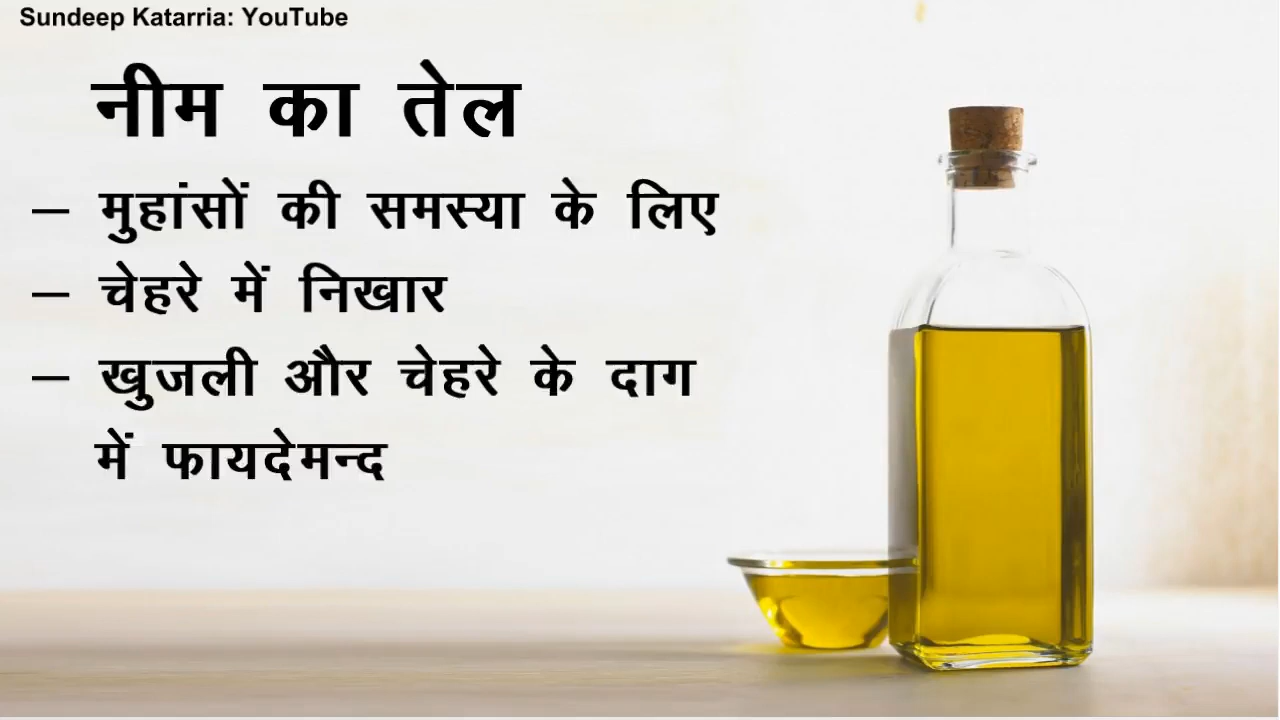 Sundeep Katarria: YouTube
नीम का तेल
– मुहांसों की समस्या के लिए
– चेहरे में निखार
– खुजली और चेहरे के दाग
में फायदेमन्द